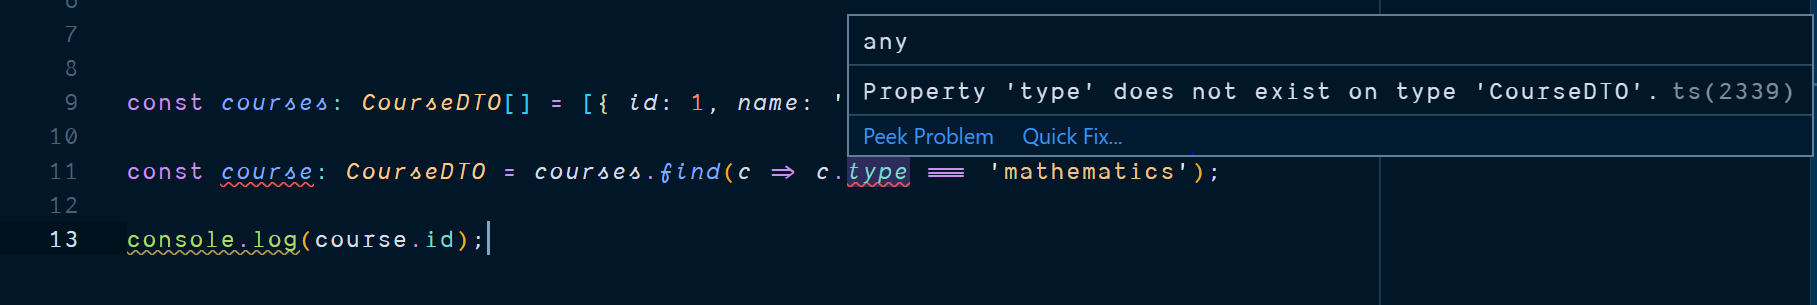 6
7
8
any
9 const courses: CourseDTO[] = [{ id: 1, name: '
Property 'type' does not exist on type 'CourseDTO'. ts(2339)
10
Peek Problem Quick Fix...
11 const course: CourseDTO = courses.find(c => c.type === 'mathematics');
12
13 console.log(course.id);